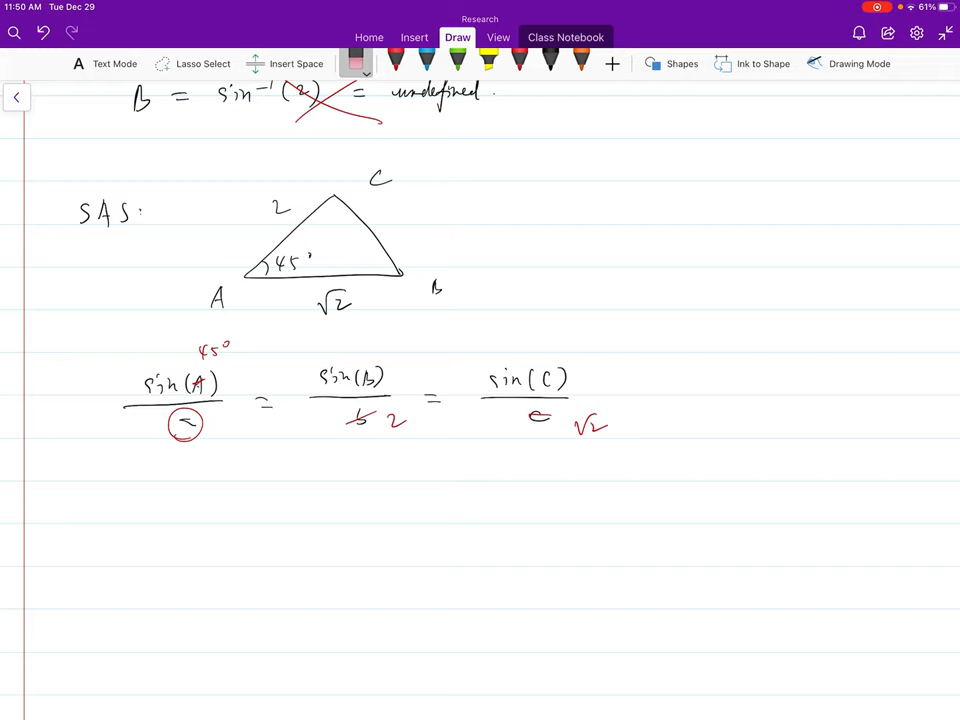 11:50 AM Tue Dec 29
61%
Research
Home Insert Draw View Class Notebook
Text Mode Lasso Select Insert Space Shapes Ink to Shape Drawing Mode
B = sin⁻¹(2) = undefined.
C
SAS: 2
45°
A √2 B
45°
sin(A) = sin(B) = sin(C)
b 2 c √2